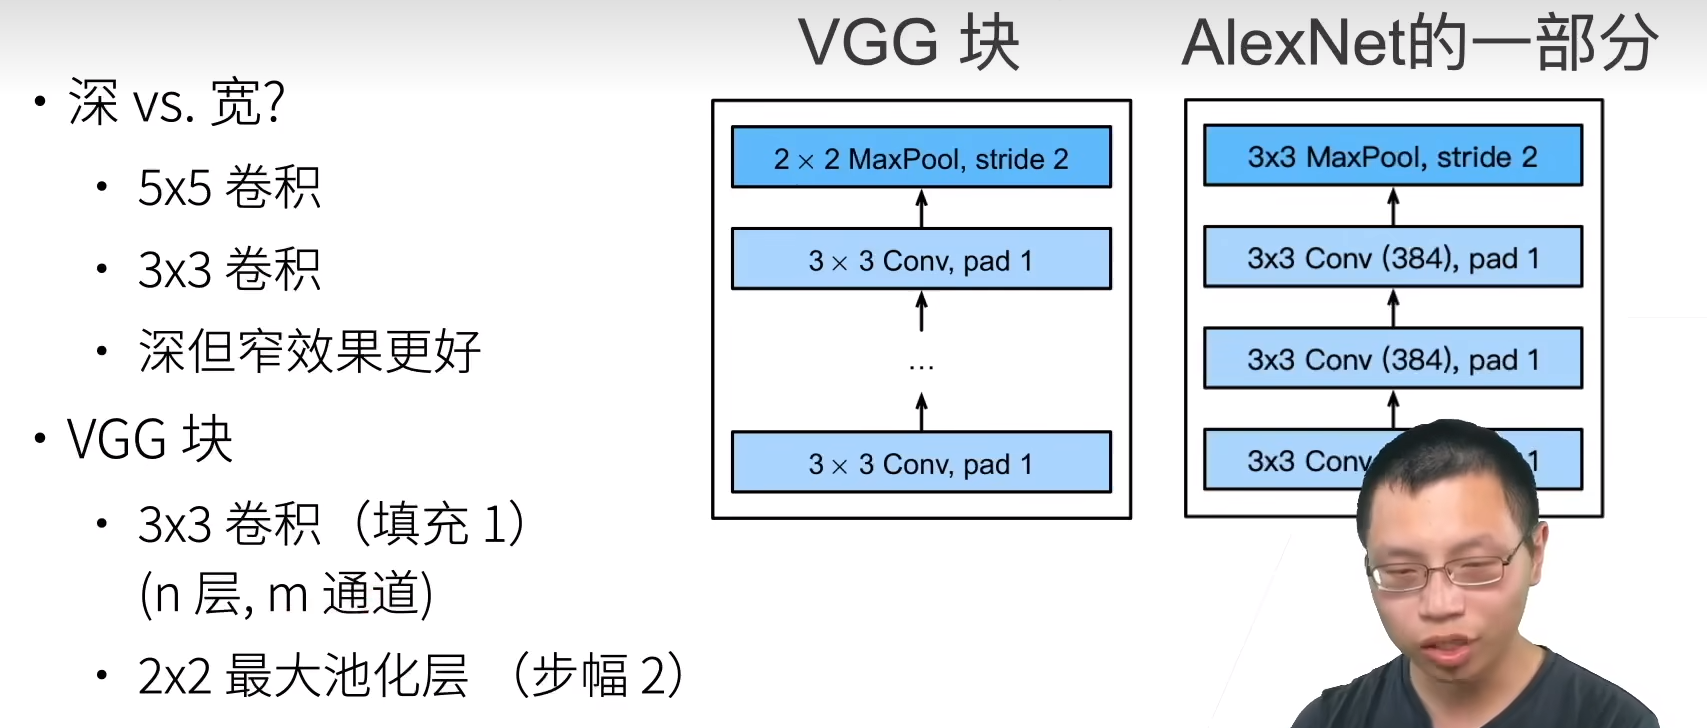 VGG 块
AlexNet的一部分
• 深 vs. 宽?
• 5x5 卷积
• 3x3 卷积
• 深但窄效果更好
• VGG 块
• 3x3 卷积（填充 1）
(n 层, m 通道)
• 2x2 最大池化层 （步幅 2）
2 × 2 MaxPool, stride 2
3 × 3 Conv, pad 1
...
3 × 3 Conv, pad 1
3x3 MaxPool, stride 2
3x3 Conv (384), pad 1
3x3 Conv (384), pad 1
3x3 Conv 1